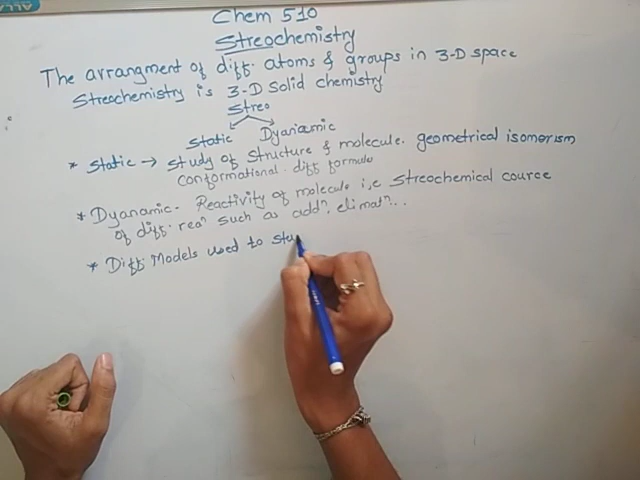 Chem 510
Streochemistry
The arrangment of diff. atoms & groups in 3-D space
Streochemistry is 3-D Solid chemistry
Streo
Static Dyanamic
* Static → study of structure & molecule. geometrical isomerism
conformational. diff formula
* Dyanamic - Reactivity of molecule i,e Streochemical cource
of diff. reaⁿ such as addⁿ, elimatⁿ...
* Diff. Models used to stu